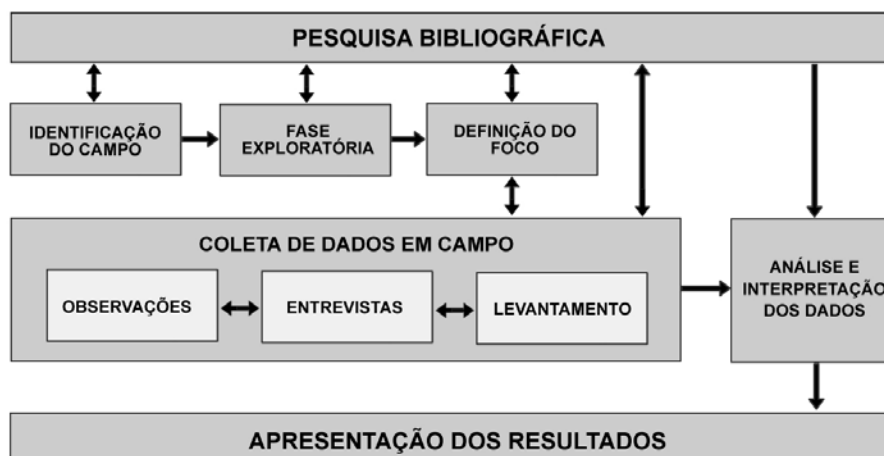 PESQUISA BIBLIOGRÁFICA
IDENTIFICAÇÃO
DO CAMPO
FASE
EXPLORATÓRIA
DEFINIÇÃO DO
FOCO
COLETA DE DADOS EM CAMPO
OBSERVAÇÕES
ENTREVISTAS
LEVANTAMENTO
ANÁLISE E
INTERPRETAÇÃO
DOS DADOS
APRESENTAÇÃO DOS RESULTADOS